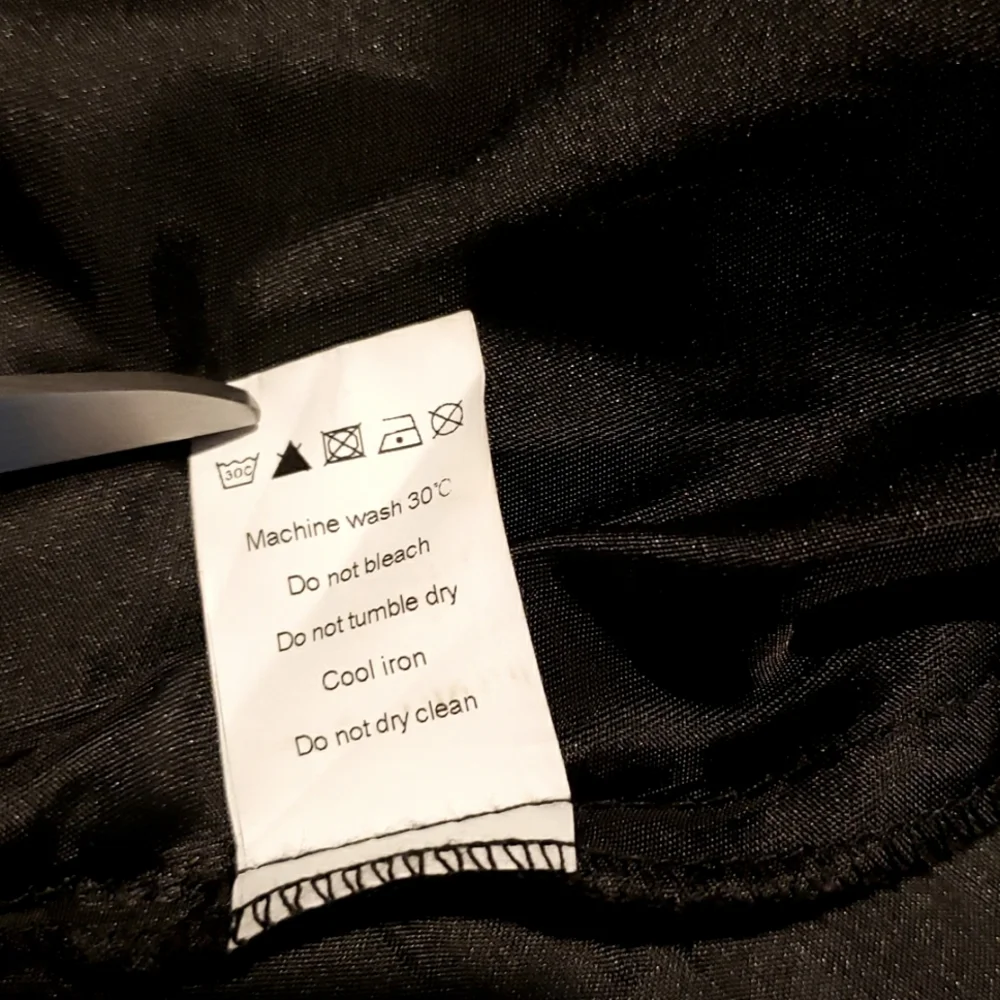 30C
Machine wash 30°C
Do not bleach
Do not tumble dry
Cool iron
Do not dry clean